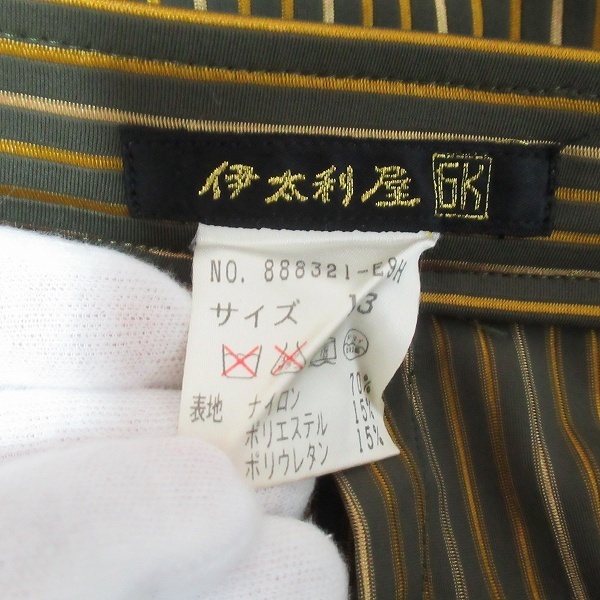 伊太利屋 GK
NO. 888321-E9H
サイズ 13
表地 ナイロン 70%
ポリエステル 15%
ポリウレタン 15%